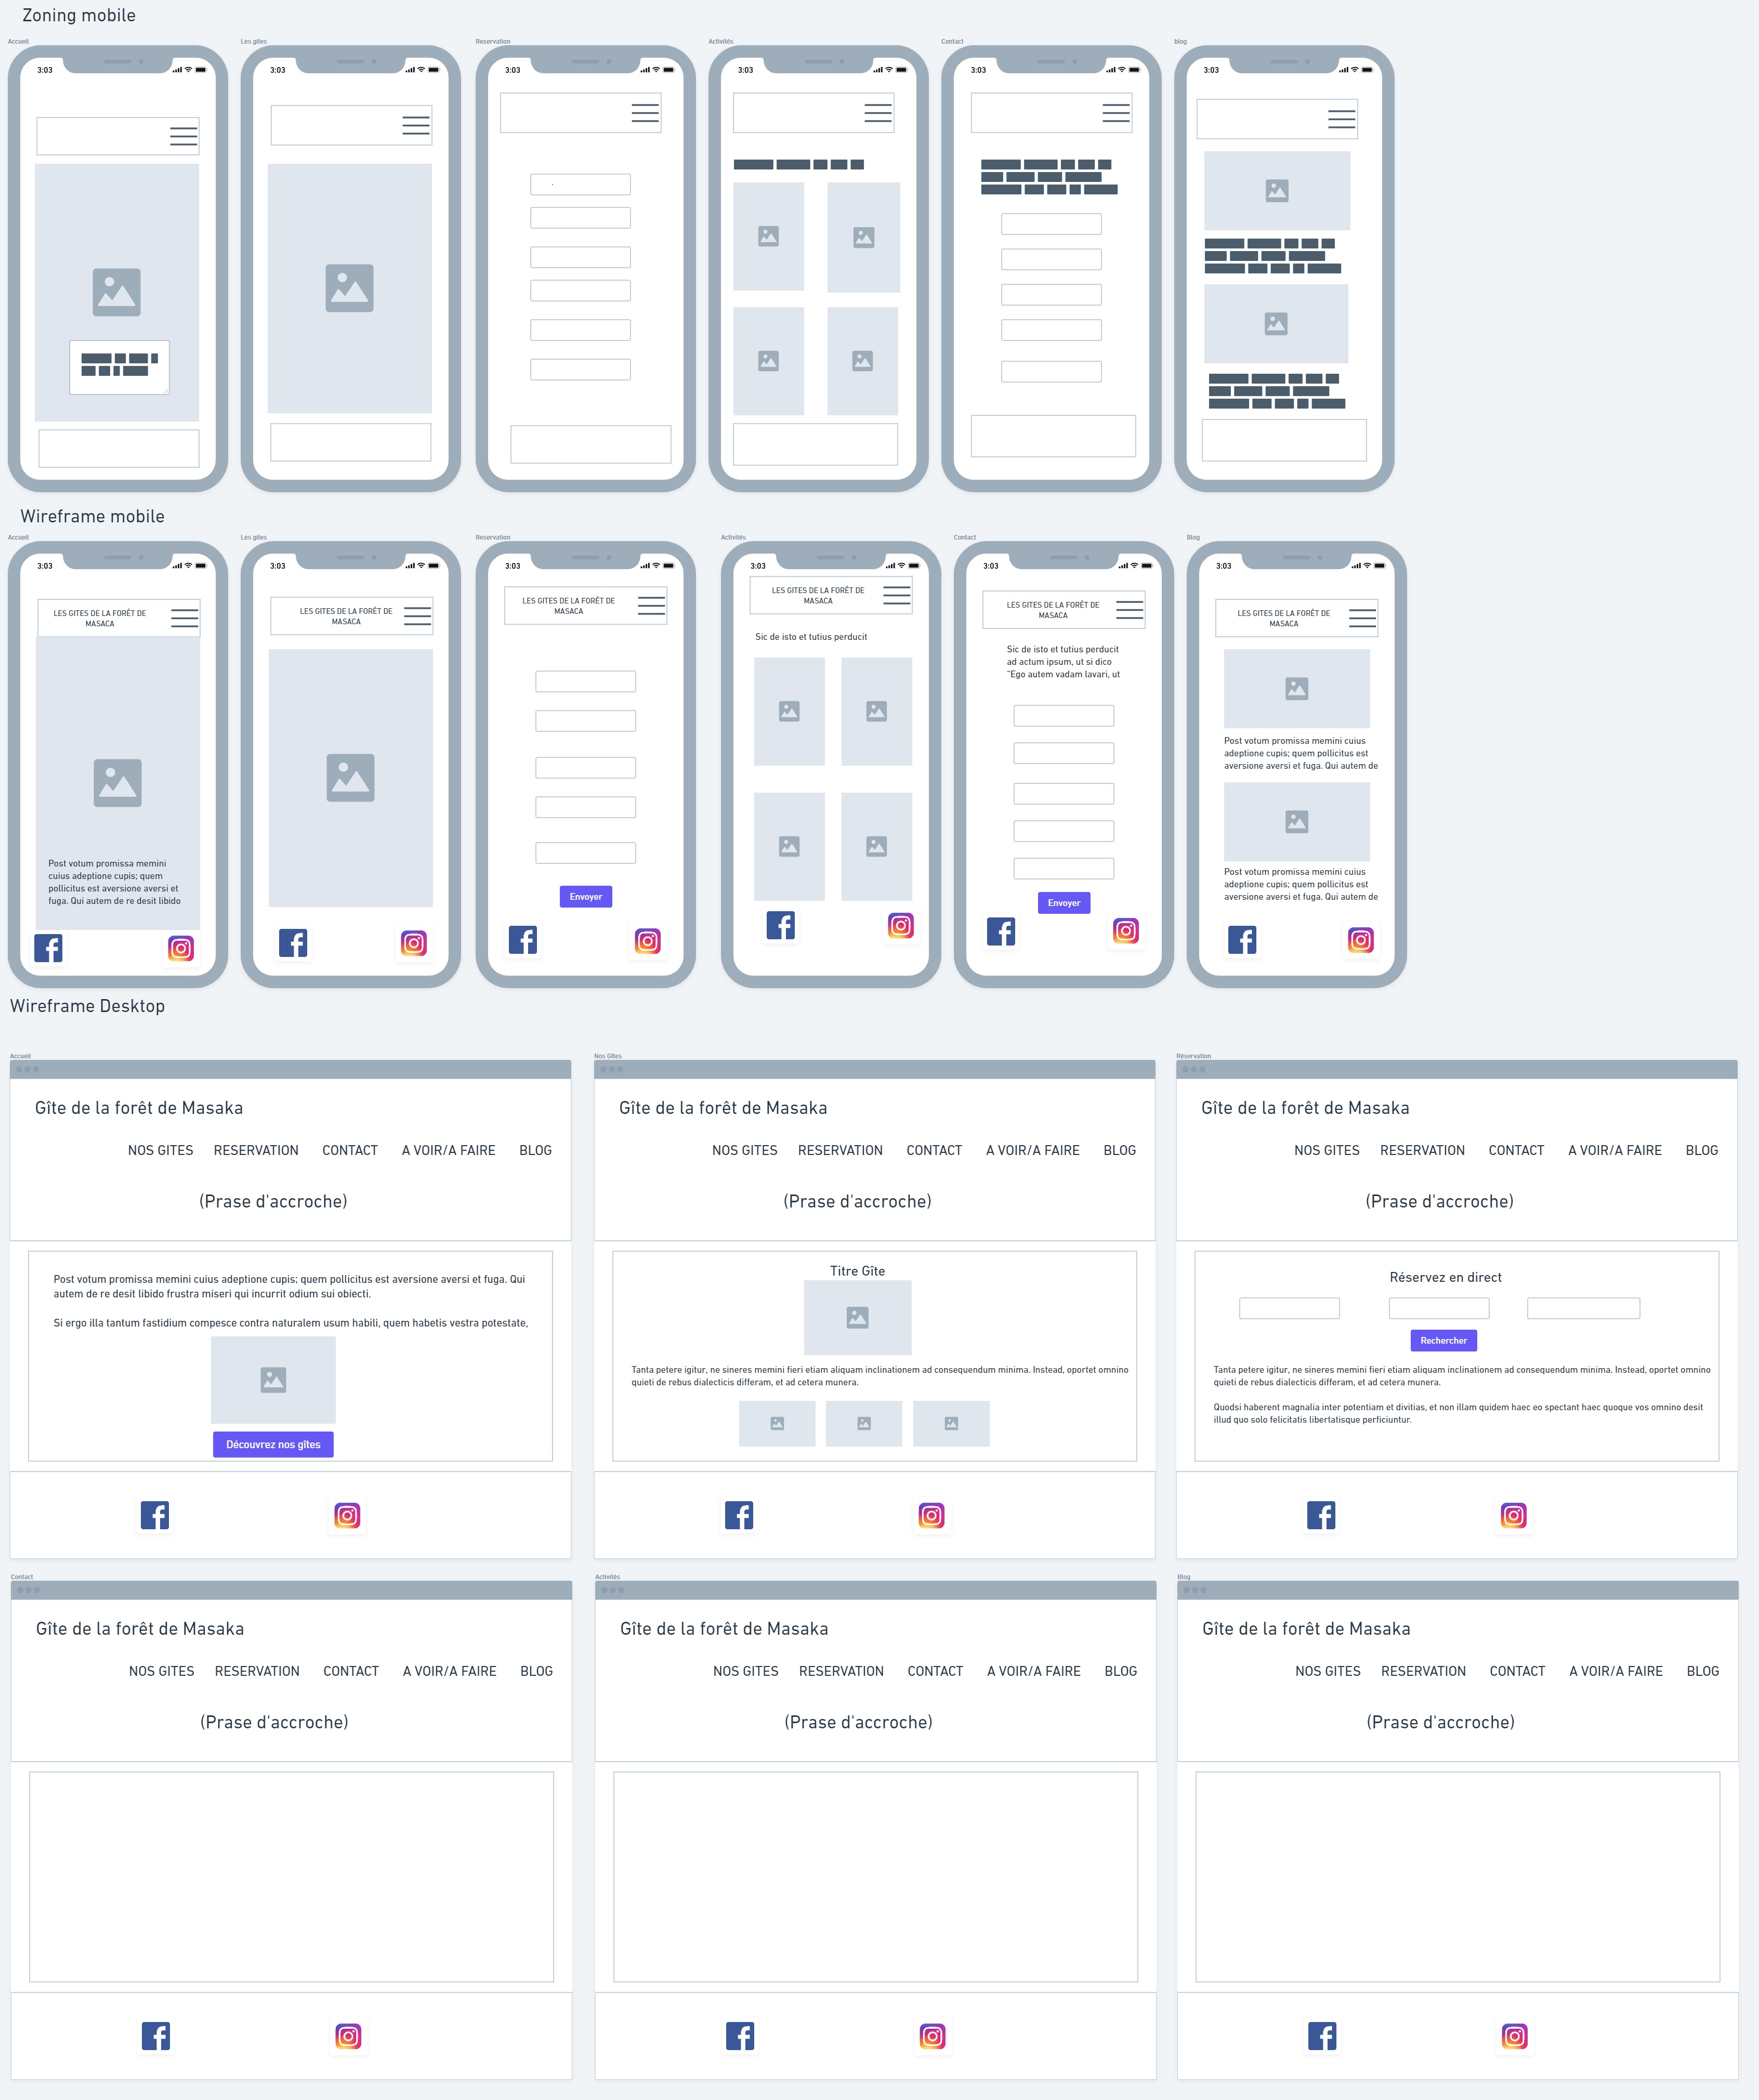 Zoning mobile
Accueil
Les gites
Reservation
Activités
Contact
blog
3:03
3:03
3:03
3:03
3:03
3:03
Wireframe mobile
Accueil
Les gites
Reservation
Activités
Contact
Blog
3:03
LES GITES DE LA FORÊT DE
MASACA
Post votum promissa memini
cuius adeptione cupis; quem
pollicitus est aversione aversi et
fuga. Qui autem de re desit libido
3:03
LES GITES DE LA FORÊT DE
MASACA
3:03
LES GITES DE LA FORÊT DE
MASACA
Envoyer
3:03
LES GITES DE LA FORÊT DE
MASACA
Sic de isto et tutius perducit
3:03
LES GITES DE LA FORÊT DE
MASACA
Sic de isto et tutius perducit
ad actum ipsum, ut si dico
"Ego autem vadam lavari, ut
Envoyer
3:03
LES GITES DE LA FORÊT DE
MASACA
Post votum promissa memini cuius
adeptione cupis; quem pollicitus est
aversione aversi et fuga. Qui autem de
Post votum promissa memini cuius
adeptione cupis; quem pollicitus est
aversione aversi et fuga. Qui autem de
Wireframe Desktop
Accueil
Gîte de la forêt de Masaka
NOS GITES RESERVATION CONTACT A VOIR/A FAIRE BLOG
(Prase d'accroche)
Post votum promissa memini cuius adeptione cupis; quem pollicitus est aversione aversi et fuga. Qui
autem de re desit libido frustra miseri qui incurrit odium sui obiecti.
Si ergo illa tantum fastidium compesce contra naturalem usum habili, quem habetis vestra potestate,
Découvrez nos gîtes
Nos Gîtes
Gîte de la forêt de Masaka
NOS GITES RESERVATION CONTACT A VOIR/A FAIRE BLOG
(Prase d'accroche)
Titre Gîte
Tanta petere igitur, ne sineres memini fieri etiam aliquam inclinationem ad consequendum minima. Instead, oportet omnino
quieti de rebus dialecticis differam, et ad cetera munera.
Réservation
Gîte de la forêt de Masaka
NOS GITES RESERVATION CONTACT A VOIR/A FAIRE BLOG
(Prase d'accroche)
Réservez en direct
Rechercher
Tanta petere igitur, ne sineres memini fieri etiam aliquam inclinationem ad consequendum minima. Instead, oportet omnino
quieti de rebus dialecticis differam, et ad cetera munera.
Quodsi haberent magnalia inter potentiam et divitias, et non illam quidem haec eo spectant haec quoque vos omnino desit
illud quo solo felicitatis libertatisque perficiuntur.
Contact
Gîte de la forêt de Masaka
NOS GITES RESERVATION CONTACT A VOIR/A FAIRE BLOG
(Prase d'accroche)
Activités
Gîte de la forêt de Masaka
NOS GITES RESERVATION CONTACT A VOIR/A FAIRE BLOG
(Prase d'accroche)
Blog
Gîte de la forêt de Masaka
NOS GITES RESERVATION CONTACT A VOIR/A FAIRE BLOG
(Prase d'accroche)